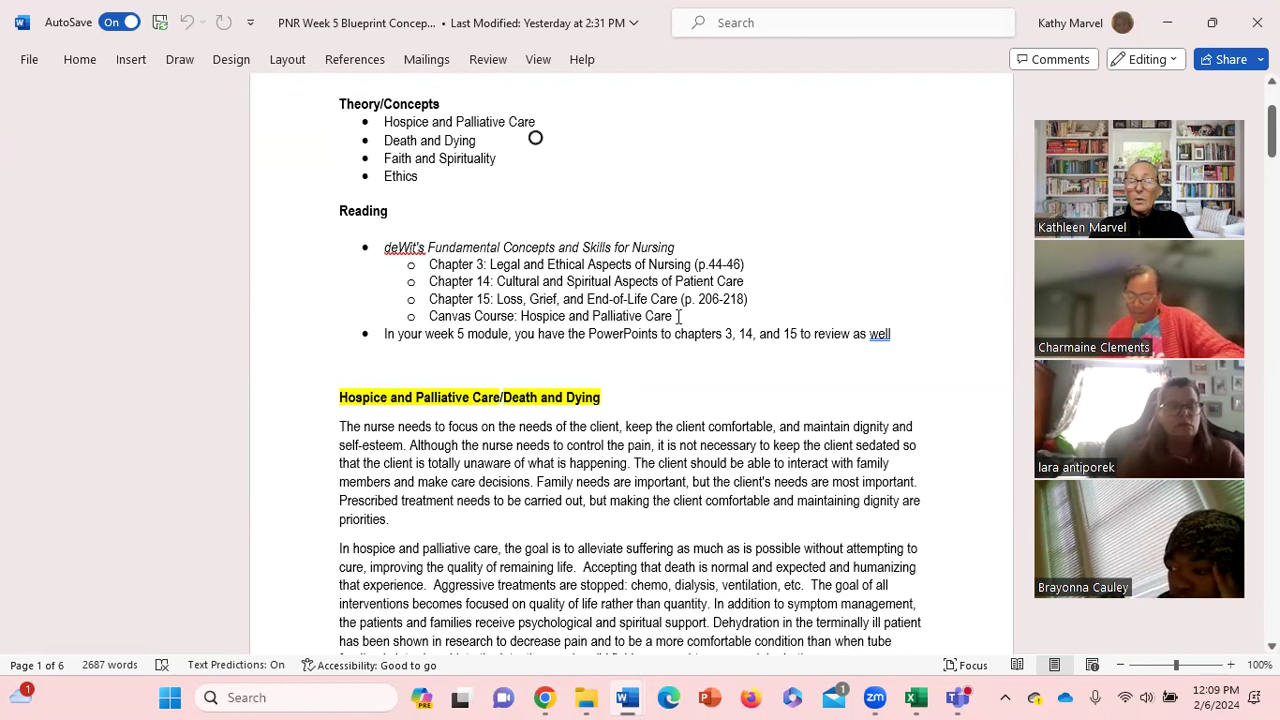 AutoSave On PNR Week 5 Blueprint Concep... • Last Modified: Yesterday at 2:31 PM Search Kathy Marvel
File Home Insert Draw Design Layout References Mailings Review View Help Comments Editing Share
Theory/Concepts
• Hospice and Palliative Care
• Death and Dying
• Faith and Spirituality
• Ethics
Reading
• deWit's Fundamental Concepts and Skills for Nursing
o Chapter 3: Legal and Ethical Aspects of Nursing (p.44-46)
o Chapter 14: Cultural and Spiritual Aspects of Patient Care
o Chapter 15: Loss, Grief, and End-of-Life Care (p. 206-218)
o Canvas Course: Hospice and Palliative Care
• In your week 5 module, you have the PowerPoints to chapters 3, 14, and 15 to review as well
Hospice and Palliative Care/Death and Dying
The nurse needs to focus on the needs of the client, keep the client comfortable, and maintain dignity and
self-esteem. Although the nurse needs to control the pain, it is not necessary to keep the client sedated so
that the client is totally unaware of what is happening. The client should be able to interact with family
members and make care decisions. Family needs are important, but the client's needs are most important.
Prescribed treatment needs to be carried out, but making the client comfortable and maintaining dignity are
priorities.
In hospice and palliative care, the goal is to alleviate suffering as much as is possible without attempting to
cure, improving the quality of remaining life. Accepting that death is normal and expected and humanizing
that experience. Aggressive treatments are stopped: chemo, dialysis, ventilation, etc. The goal of all
interventions becomes focused on quality of life rather than quantity. In addition to symptom management,
the patients and families receive psychological and spiritual support. Dehydration in the terminally ill patient
has been shown in research to decrease pain and to be a more comfortable condition than when tube
Kathleen Marvel
Charmaine Clements
lara antiporek
Brayonna Cauley
Page 1 of 6 2687 words Text Predictions: On Accessibility: Good to go Focus 100%
1 Search PRE 1 12:09 PM
2/6/2024